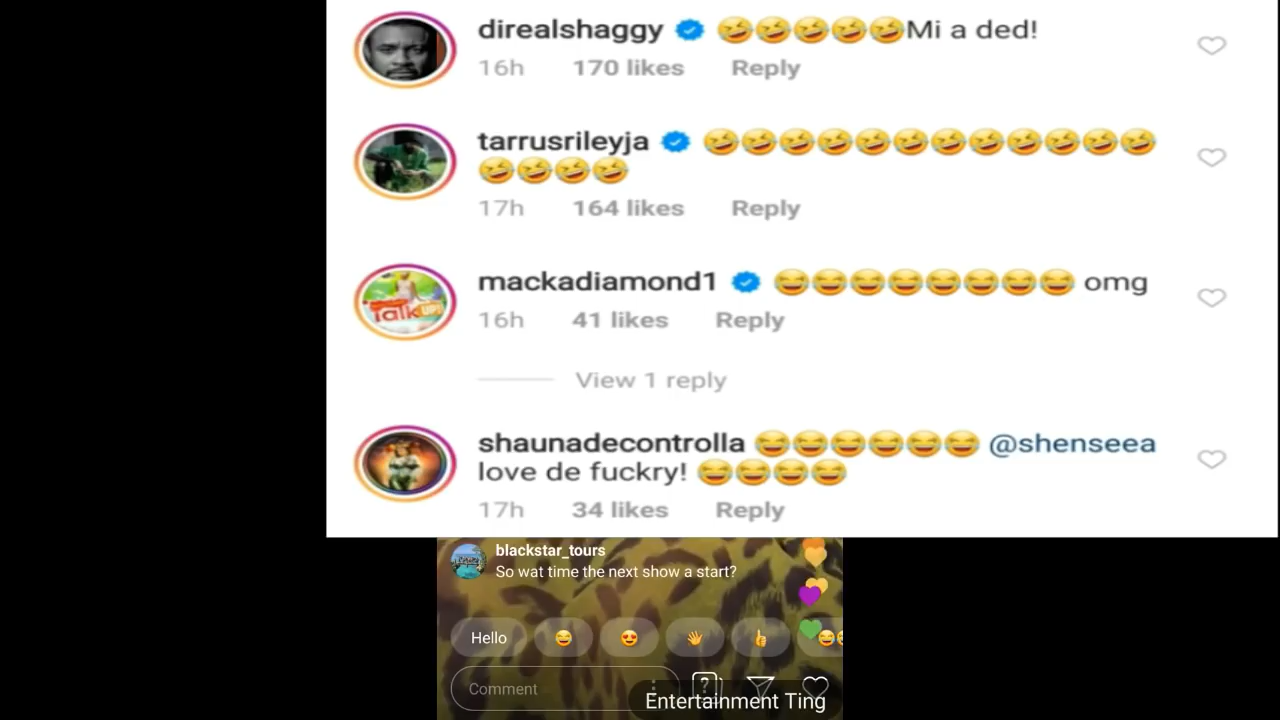 direalshaggy 🤣🤣🤣🤣🤣Mi a ded!
16h 170 likes Reply
tarrusrileyja 🤣🤣🤣🤣🤣🤣🤣🤣🤣🤣🤣🤣
🤣🤣🤣🤣
17h 164 likes Reply
Talk UP!
mackadiamond1 😂😂😂😂😂😂😂😂 omg
16h 41 likes Reply
View 1 reply
shaunadecontrolla 😂😂😂😂😂😂 @shenseea
love de fuckry! 😂😂😂😂
17h 34 likes Reply
blackstar_tours
So wat time the next show a start?
Hello 😂 😍 👋 👍 😂
Comment
Entertainment Ting